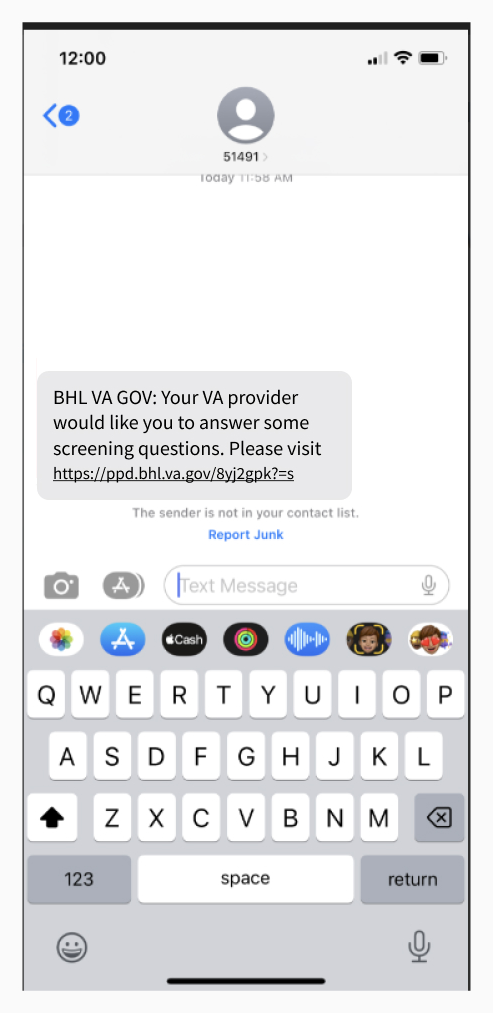 12:00
2
51491
Today 11:58 AM
BHL VA GOV: Your VA provider
would like you to answer some
screening questions. Please visit
https://ppd.bhl.va.gov/8yj2gpk?=s
The sender is not in your contact list.
Report Junk
Text Message
Cash
Q W E R T Y U I O P
A S D F G H J K L
Z X C V B N M
123 space return